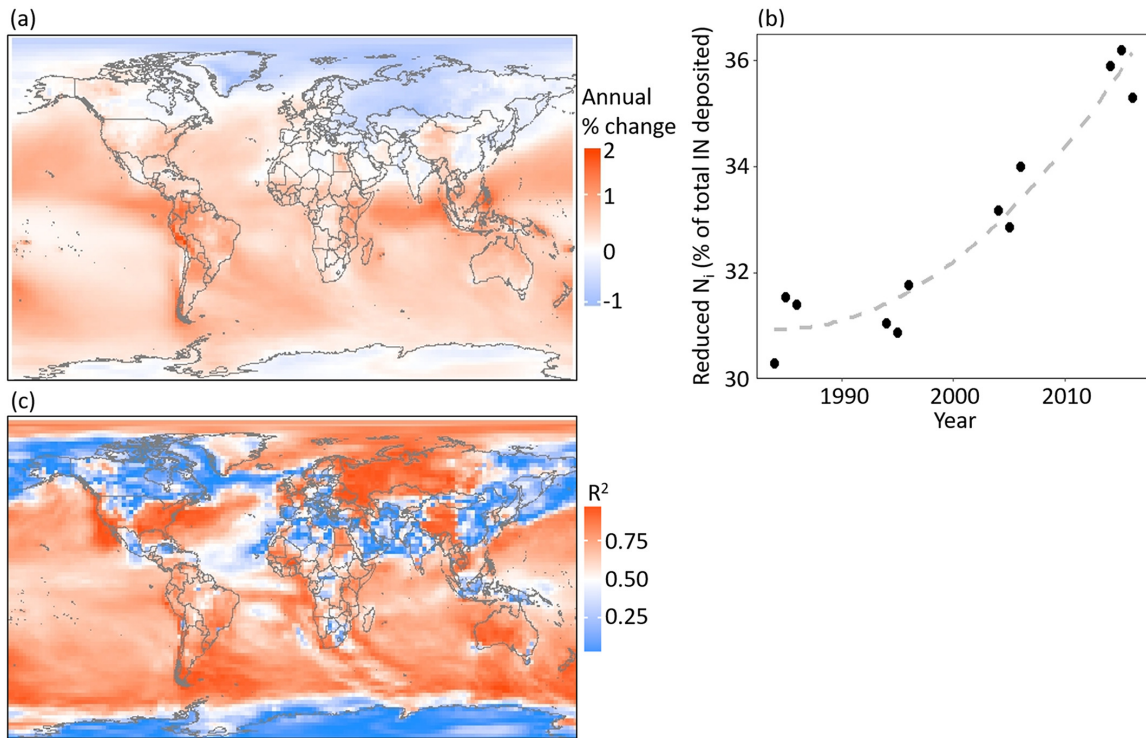 (a)
Annual
% change
2
1
0
-1
(b)
Reduced Ni (% of total IN deposited)
36
34
32
30
1990
2000
2010
Year
(c)
R²
0.75
0.50
0.25